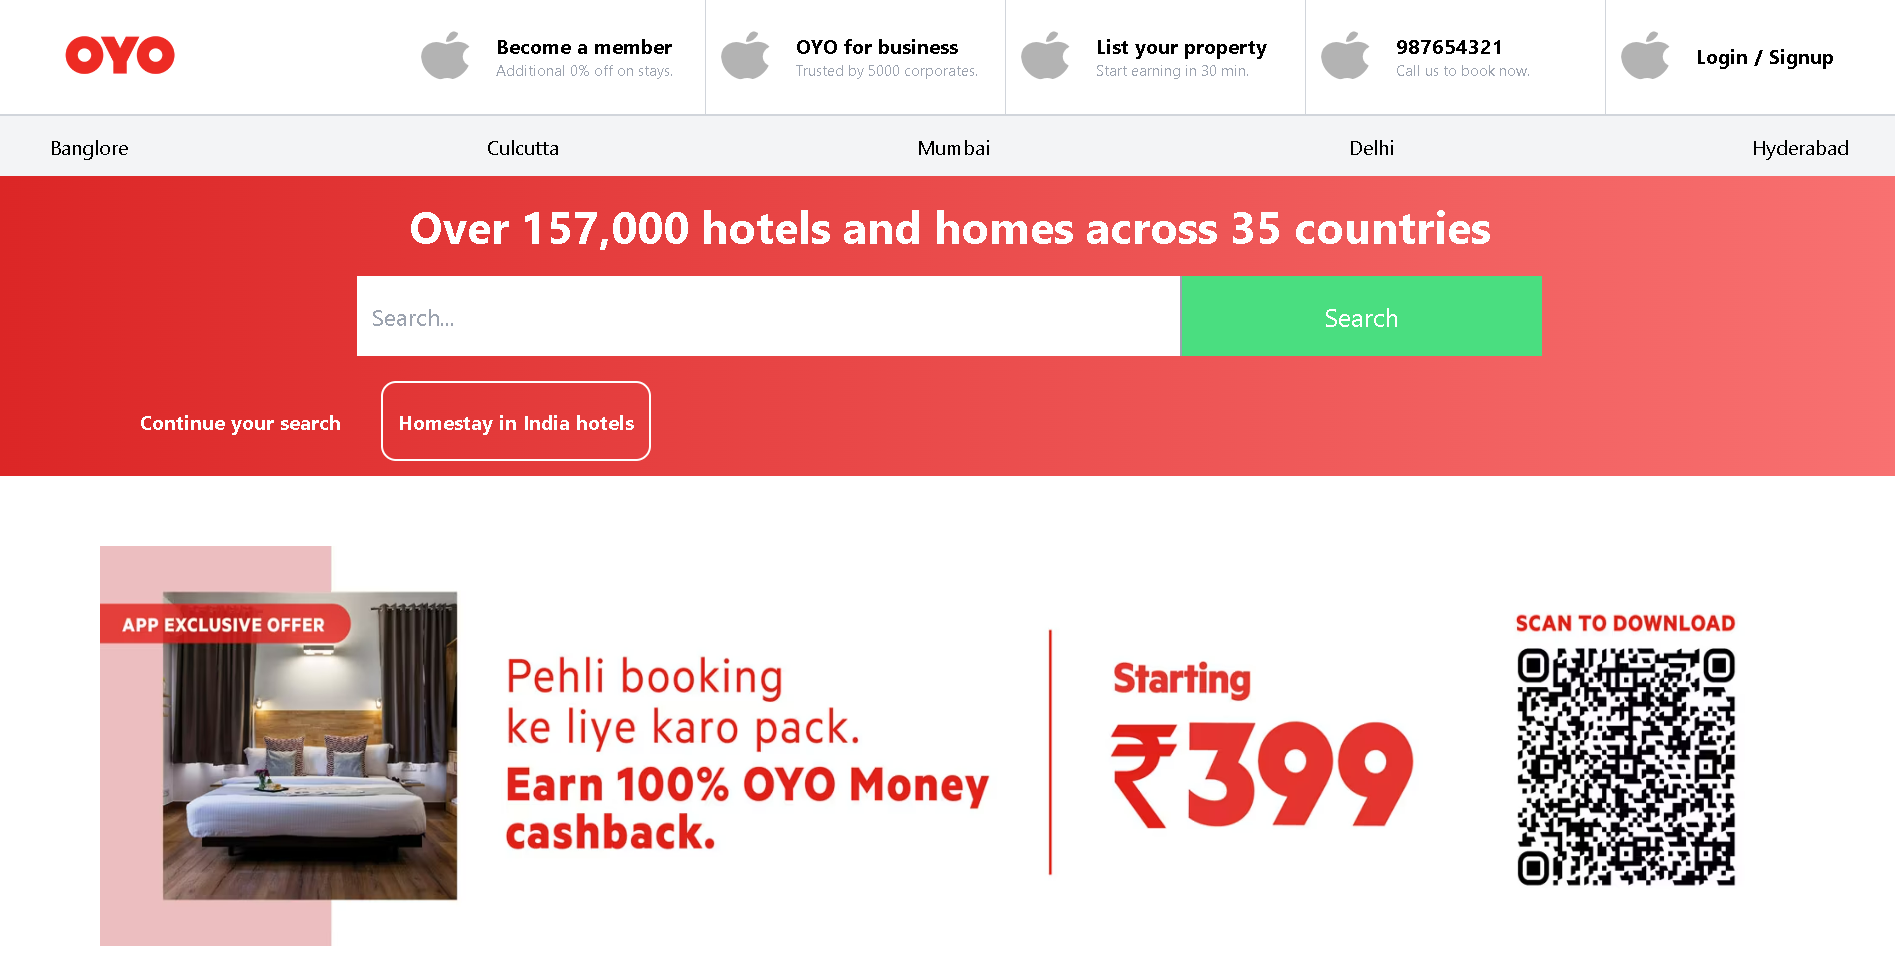 OYO
Become a member
Additional 0% off on stays.
OYO for business
Trusted by 5000 corporates.
List your property
Start earning in 30 min.
987654321
Call us to book now.
Login / Signup
Banglore
Culcutta
Mumbai
Delhi
Hyderabad
Over 157,000 hotels and homes across 35 countries
Search...
Search
Continue your search
Homestay in India hotels
APP EXCLUSIVE OFFER
Pehli booking
ke liye karo pack.
Earn 100% OYO Money
cashback.
Starting
₹399
SCAN TO DOWNLOAD